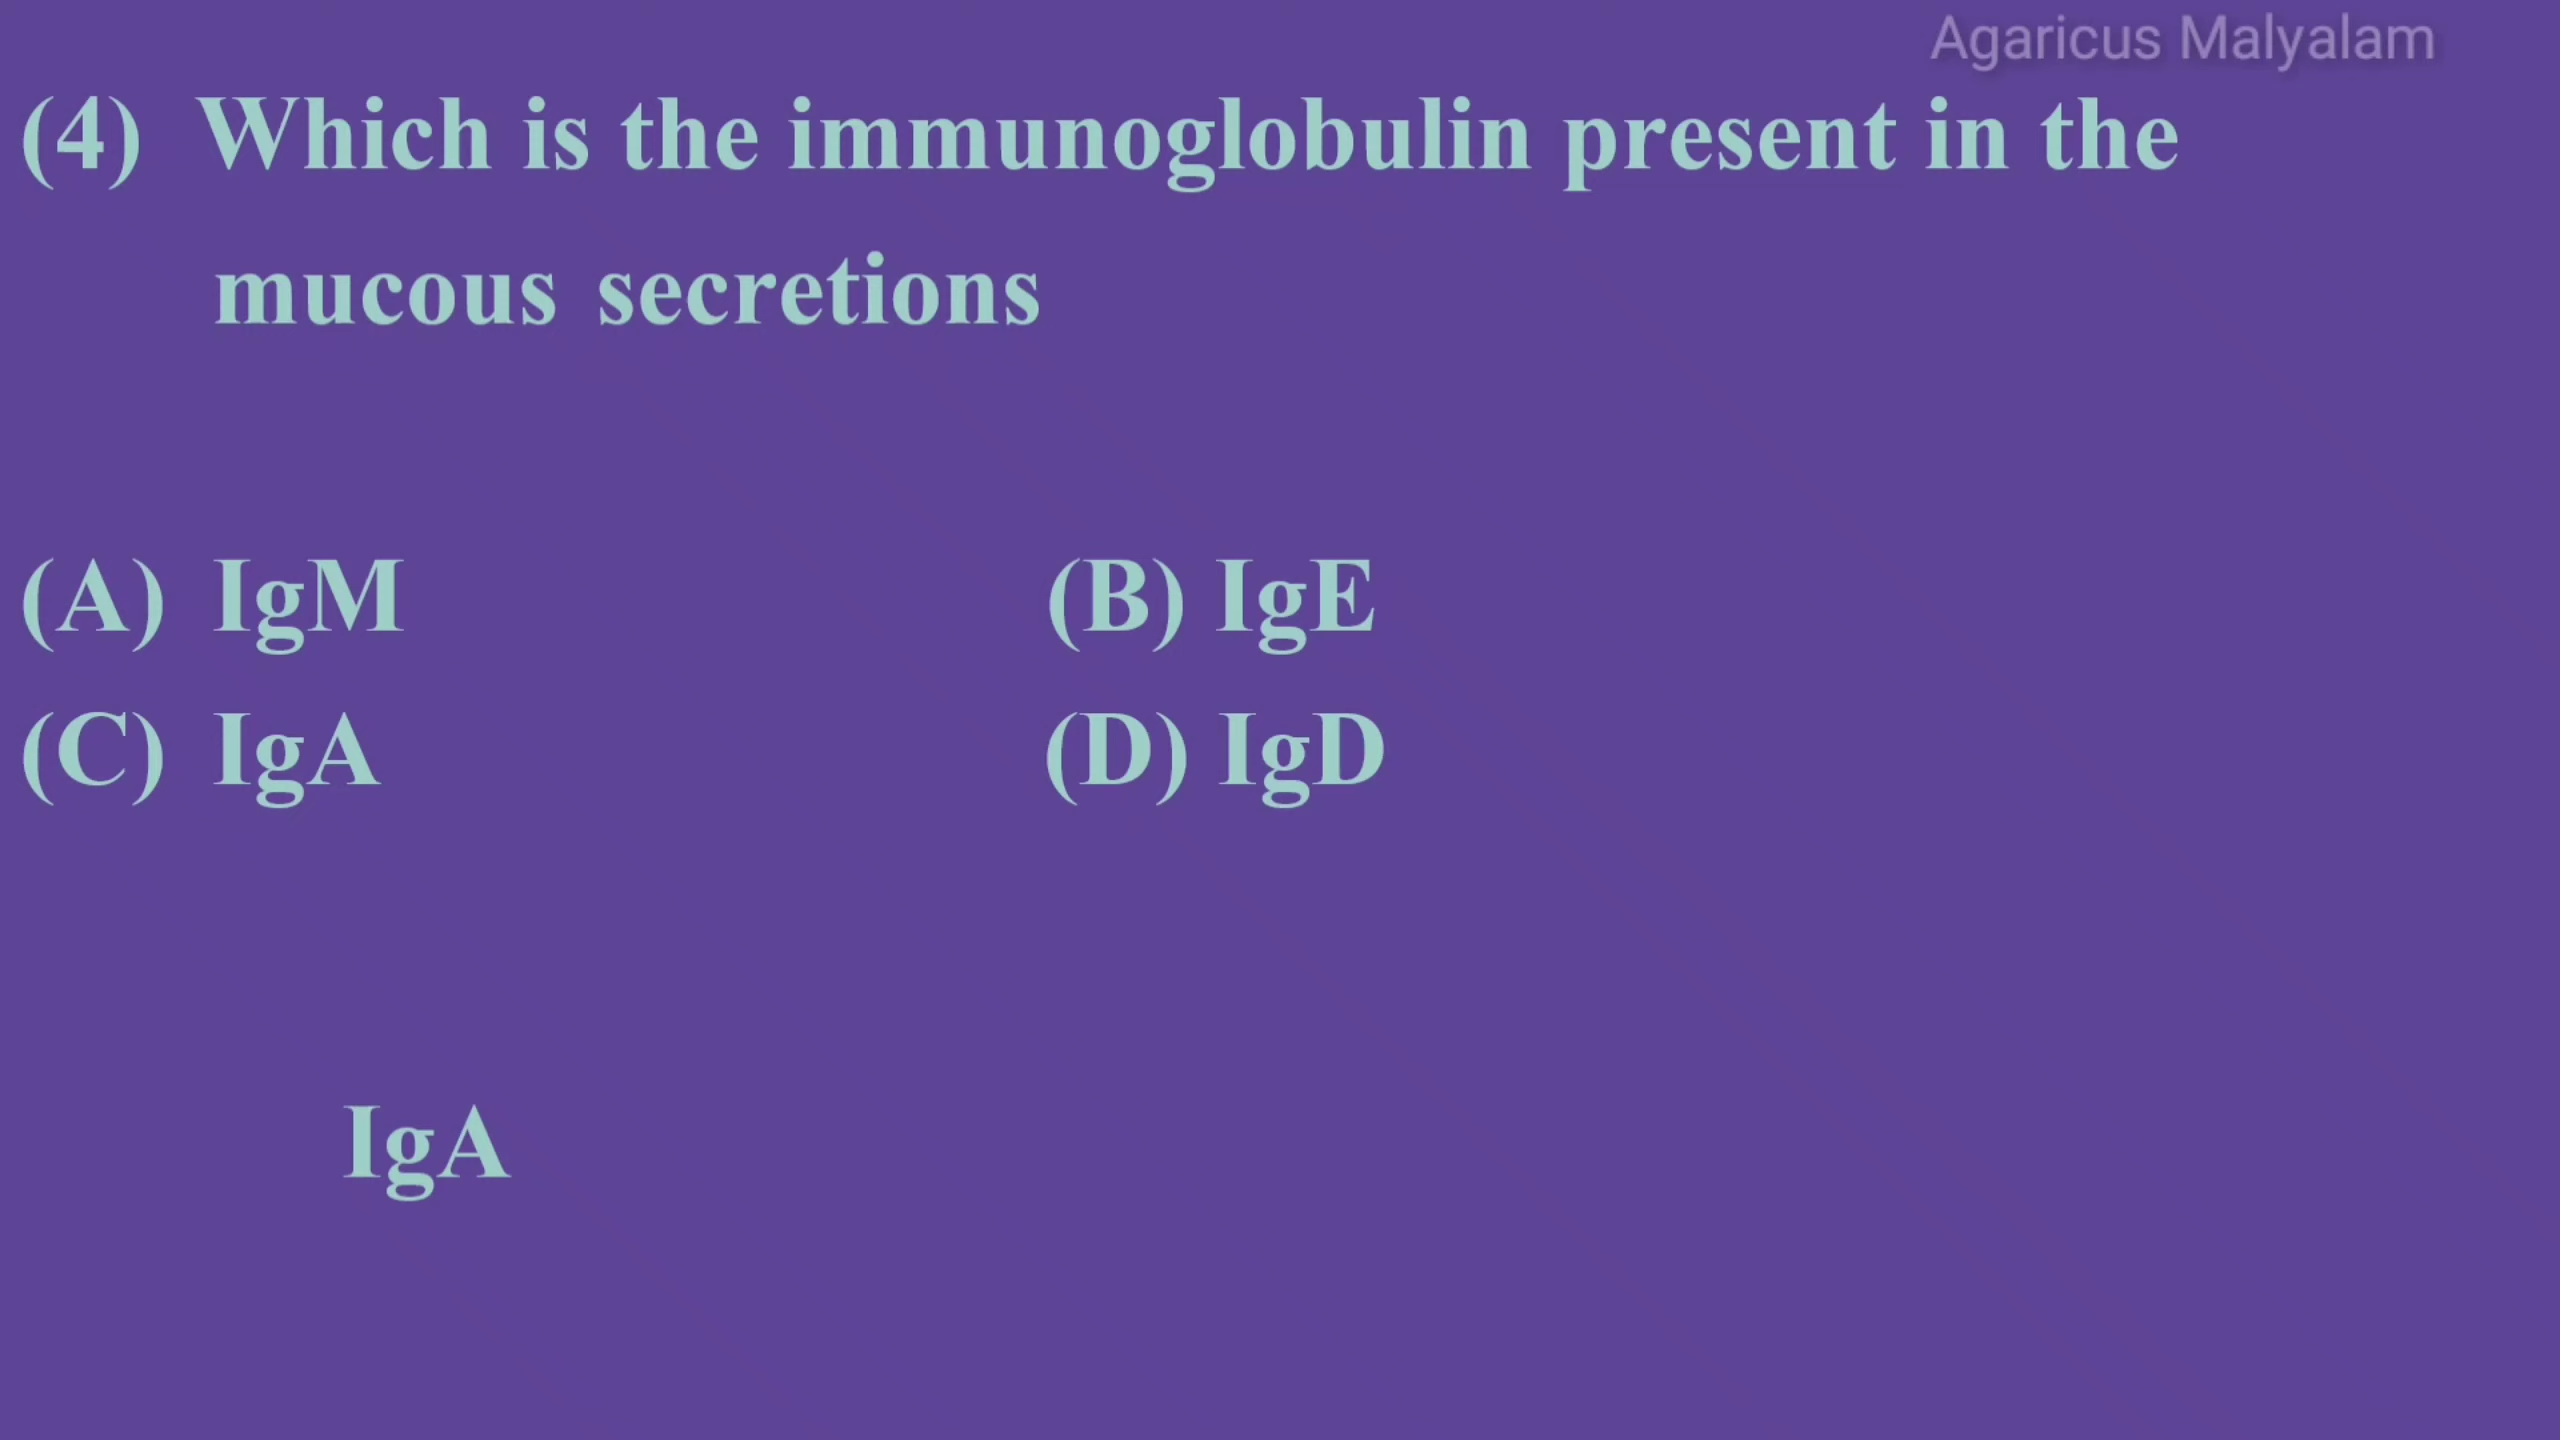 Agaricus Malyalam
(4) Which is the immunoglobulin present in the
mucous secretions
(A) IgM (B) IgE
(C) IgA (D) IgD
IgA